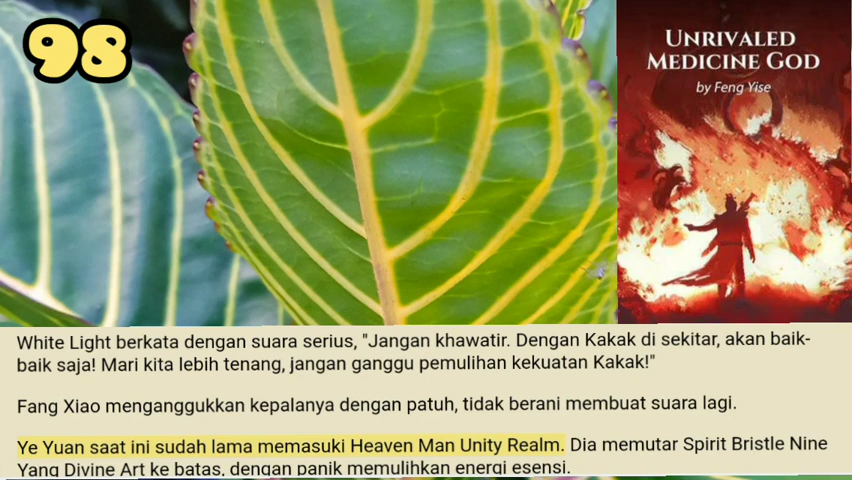 98
UNRIVALED
MEDICINE GOD
by Feng Yise
White Light berkata dengan suara serius, "Jangan khawatir. Dengan Kakak di sekitar, akan baik-
baik saja! Mari kita lebih tenang, jangan ganggu pemulihan kekuatan Kakak!"
Fang Xiao menganggukkan kepalanya dengan patuh, tidak berani membuat suara lagi.
Ye Yuan saat ini sudah lama memasuki Heaven Man Unity Realm. Dia memutar Spirit Bristle Nine
Yang Divine Art ke batas, dengan panik memulihkan energi esensi.